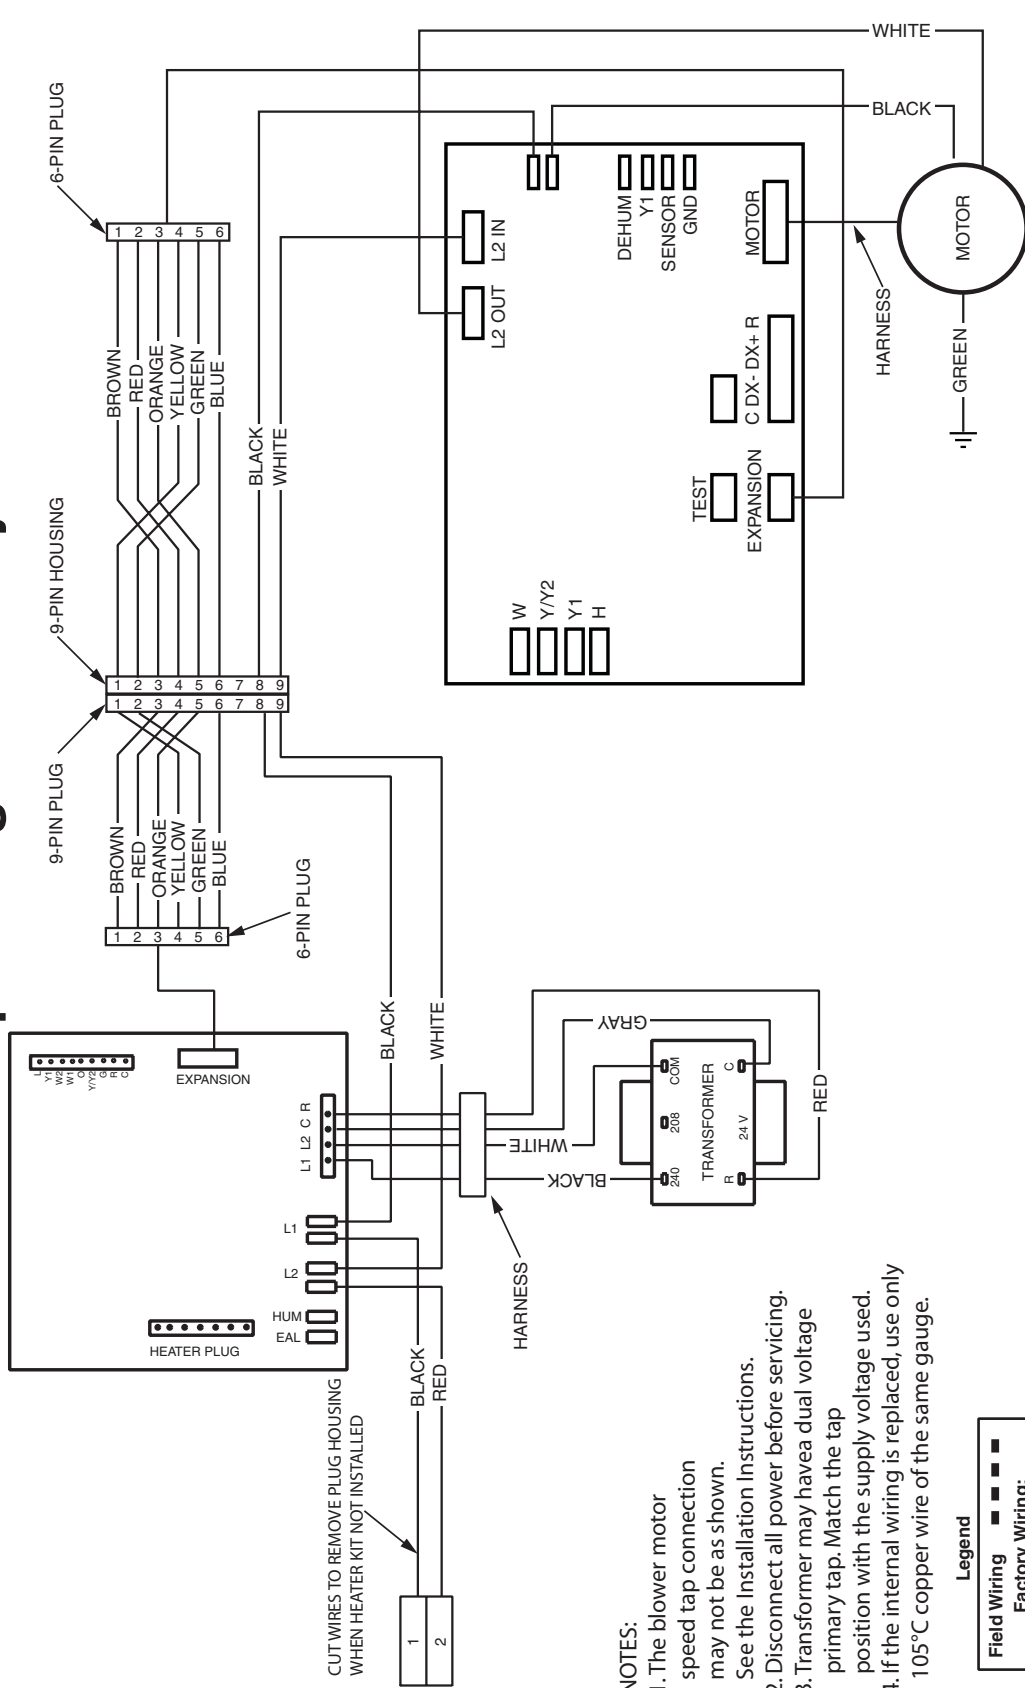 6-PIN PLUG
1 2 3 4 5 6
BROWN
RED
ORANGE
YELLOW
GREEN
BLUE
BLACK
WHITE
9-PIN HOUSING
1 2 3 4 5 6 7 8 9
1 2 3 4 5 6 7 8 9
9-PIN PLUG
BROWN
RED
ORANGE
YELLOW
GREEN
BLUE
1 2 3 4 5 6
6-PIN PLUG
WHITE
BLACK
L2 IN
L2 OUT
DEHUM
Y1
SENSOR
GND
MOTOR
C DX- DX+ R
TEST
EXPANSION
W
Y/Y2
Y1
H
HARNESS
MOTOR
GREEN
L
Y1
W2
W1
O
Y/Y2
G
R
C
EXPANSION
L1 L2 C R
L1
L2
HUM
EAL
HEATER PLUG
BLACK
WHITE
GRAY
WHITE
BLACK
RED
HARNESS
COM
208
240
TRANSFORMER
C
24 V
R
BLACK
RED
CUT WIRES TO REMOVE PLUG HOUSING
WHEN HEATER KIT NOT INSTALLED
1
2
NOTES:
1. The blower motor
speed tap connection
may not be as shown.
See the Installation Instructions.
2. Disconnect all power before servicing.
3. Transformer may havea dual voltage
primary tap. Match the tap
position with the supply voltage used.
4. If the internal wiring is replaced, use only
105°C copper wire of the same gauge.
Legend
Field Wiring
Factory Wiring: